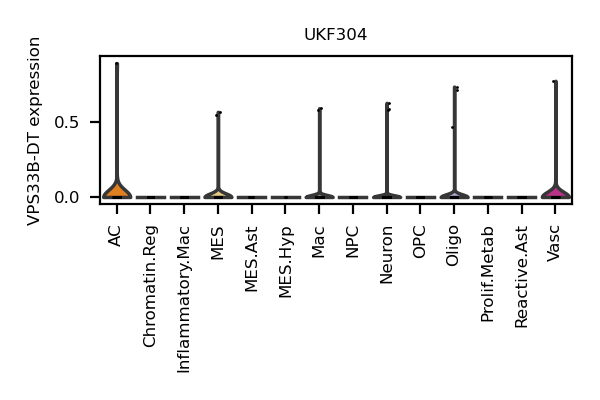 UKF304
VPS33B-DT expression
0.5
0.0
AC
Chromatin.Reg
Inflammatory.Mac
MES
MES.Ast
MES.Hyp
Mac
NPC
Neuron
OPC
Oligo
Prolif.Metab
Reactive.Ast
Vasc